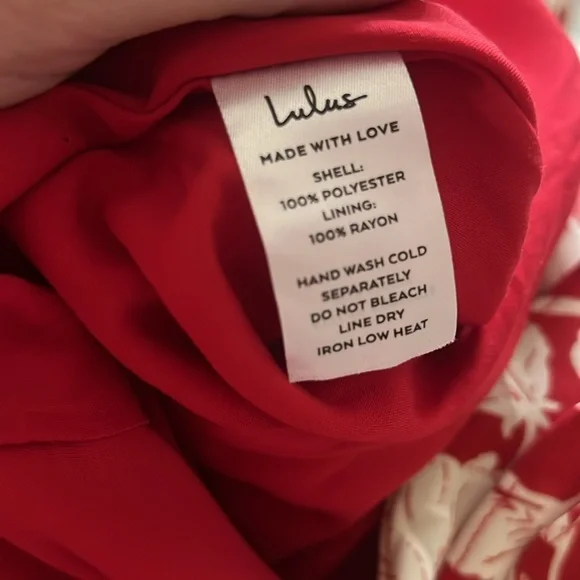 Lulus
MADE WITH LOVE
SHELL:
100% POLYESTER
LINING:
100% RAYON
HAND WASH COLD
SEPARATELY
DO NOT BLEACH
LINE DRY
IRON LOW HEAT